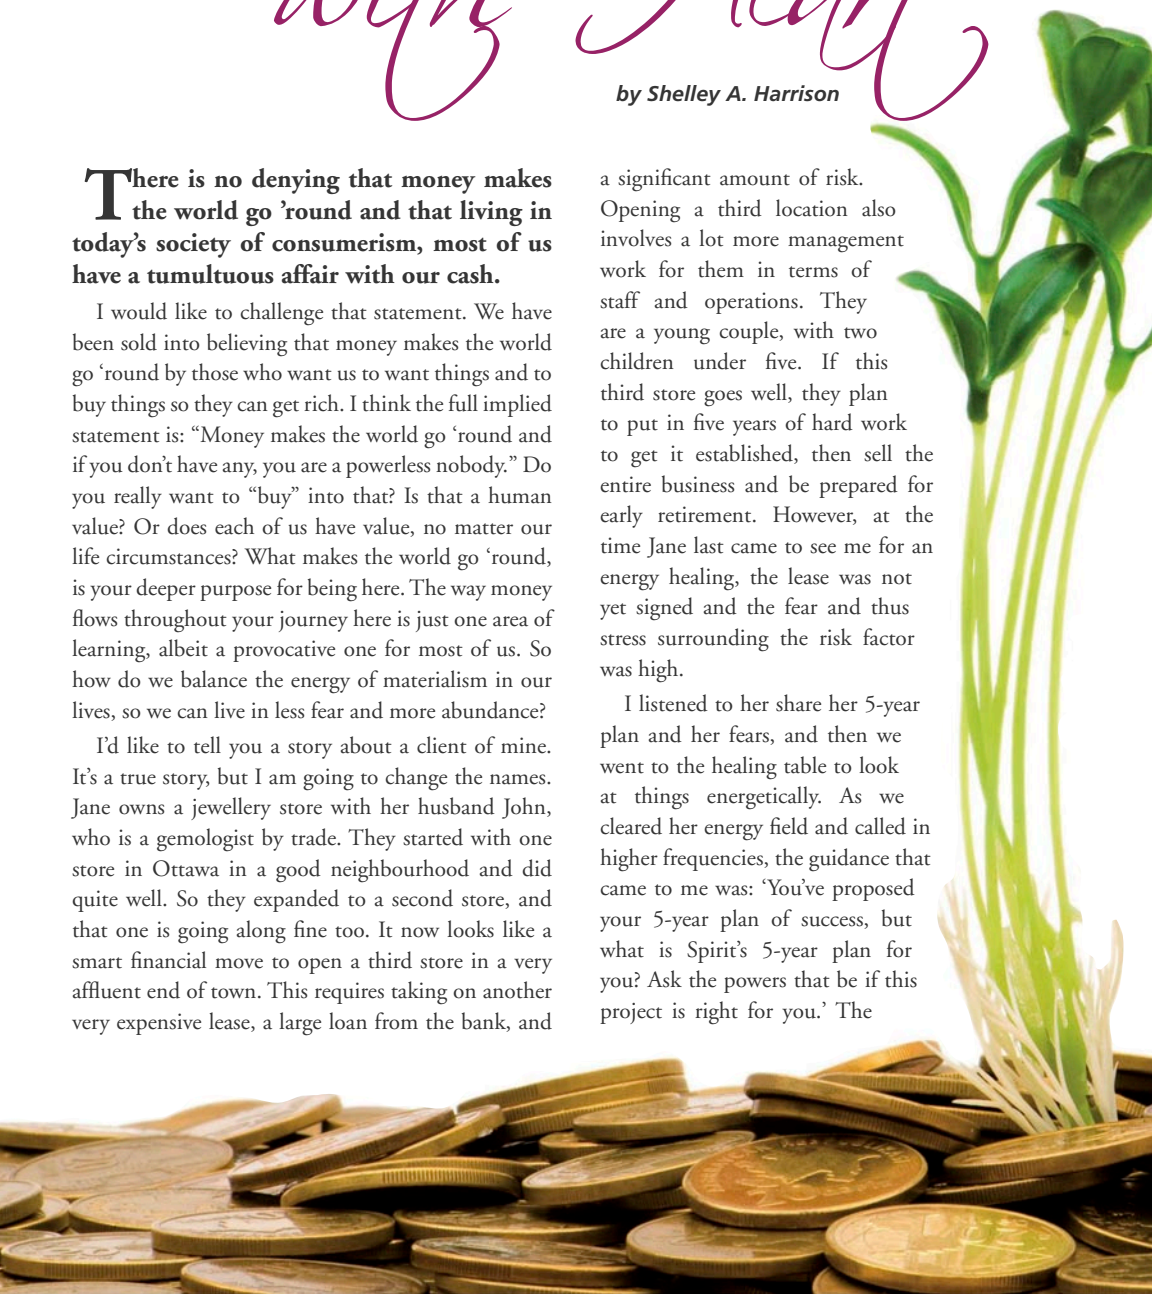 with Heart
by Shelley A. Harrison
There is no denying that money makes
the world go ’round and that living in
today’s society of consumerism, most of us
have a tumultuous affair with our cash.
I would like to challenge that statement. We have
been sold into believing that money makes the world
go ‘round by those who want us to want things and to
buy things so they can get rich. I think the full implied
statement is: “Money makes the world go ‘round and
if you don’t have any, you are a powerless nobody.” Do
you really want to “buy” into that? Is that a human
value? Or does each of us have value, no matter our
life circumstances? What makes the world go ‘round,
is your deeper purpose for being here. The way money
flows throughout your journey here is just one area of
learning, albeit a provocative one for most of us. So
how do we balance the energy of materialism in our
lives, so we can live in less fear and more abundance?
I’d like to tell you a story about a client of mine.
It’s a true story, but I am going to change the names.
Jane owns a jewellery store with her husband John,
who is a gemologist by trade. They started with one
store in Ottawa in a good neighbourhood and did
quite well. So they expanded to a second store, and
that one is going along fine too. It now looks like a
smart financial move to open a third store in a very
affluent end of town. This requires taking on another
very expensive lease, a large loan from the bank, and
a significant amount of risk.
Opening a third location also
involves a lot more management
work for them in terms of
staff and operations. They
are a young couple, with two
children under five. If this
third store goes well, they plan
to put in five years of hard work
to get it established, then sell the
entire business and be prepared for
early retirement. However, at the
time Jane last came to see me for an
energy healing, the lease was not
yet signed and the fear and thus
stress surrounding the risk factor
was high.
I listened to her share her 5-year
plan and her fears, and then we
went to the healing table to look
at things energetically. As we
cleared her energy field and called in
higher frequencies, the guidance that
came to me was: ‘You’ve proposed
your 5-year plan of success, but
what is Spirit’s 5-year plan for
you? Ask the powers that be if this
project is right for you.’ The